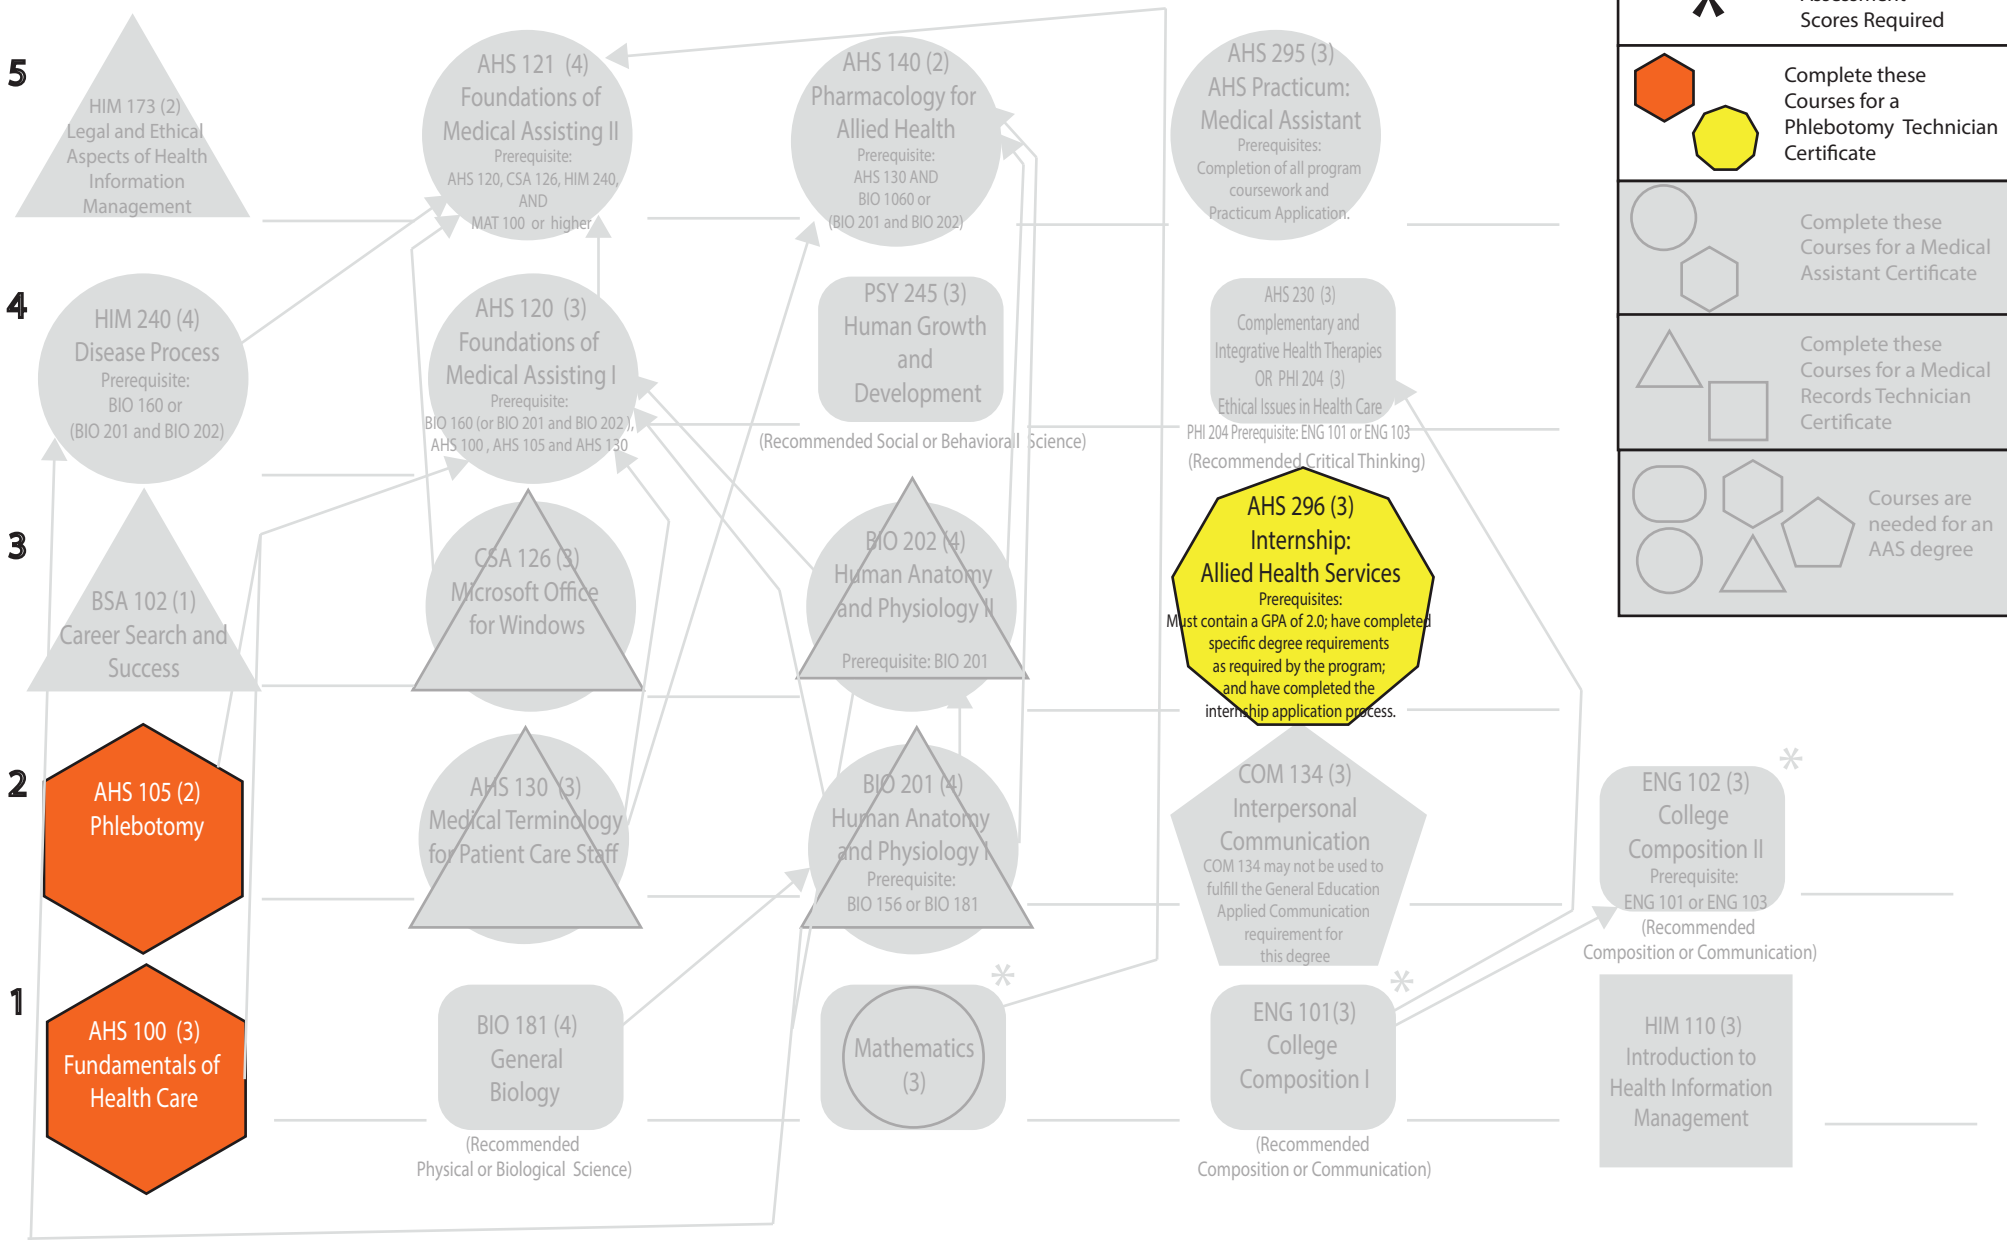 5
HIM 173 (2)
Legal and Ethical
Aspects of Health
Information
Management
AHS 121 (4)
Foundations of
Medical Assisting II
Prerequisite:
AHS 120, CSA 126, HIM 240,
AND
MAT 100 or higher
AHS 140 (2)
Pharmacology for
Allied Health
Prerequisite:
AHS 130 AND
BIO 1060 or
(BIO 201 and BIO 202)
AHS 295 (3)
AHS Practicum:
Medical Assistant
Prerequisites:
Completion of all program
coursework and
Practicum Application.
4
HIM 240 (4)
Disease Process
Prerequisite:
BIO 160 or
(BIO 201 and BIO 202)
AHS 120 (3)
Foundations of
Medical Assisting I
Prerequisite:
BIO 160 (or BIO 201 and BIO 202 ),
AHS 100 , AHS 105 and AHS 130
PSY 245 (3)
Human Growth
and
Development
(Recommended Social or Behavioral Science)
AHS 230 (3)
Complementary and
Integrative Health Therapies
OR PHI 204 (3)
Ethical Issues in Health Care
PHI 204 Prerequisite: ENG 101 or ENG 103
(Recommended Critical Thinking)
3
BSA 102 (1)
Career Search and
Success
CSA 126 (3)
Microsoft Office
for Windows
BIO 202 (4)
Human Anatomy
and Physiology II
Prerequisite: BIO 201
AHS 296 (3)
Internship:
Allied Health Services
Prerequisites:
Must contain a GPA of 2.0; have completed
specific degree requirements
as required by the program;
and have completed the
internship application process.
2
AHS 105 (2)
Phlebotomy
AHS 130 (3)
Medical Terminology
for Patient Care Staff
BIO 201 (4)
Human Anatomy
and Physiology I
Prerequisite:
BIO 156 or BIO 181
COM 134 (3)
Interpersonal
Communication
COM 134 may not be used to
fulfill the General Education
Applied Communication
requirement for
this degree
*
ENG 102 (3)
College
Composition II
Prerequisite:
ENG 101 or ENG 103
(Recommended
Composition or Communication)
1
AHS 100 (3)
Fundamentals of
Health Care
BIO 181 (4)
General
Biology
(Recommended
Physical or Biological Science)
*
Mathematics
(3)
*
ENG 101(3)
College
Composition I
(Recommended
Composition or Communication)
HIM 110 (3)
Introduction to
Health Information
Management
*
Assessment
Scores Required
Complete these
Courses for a
Phlebotomy Technician
Certificate
Complete these
Courses for a Medical
Assistant Certificate
Complete these
Courses for a Medical
Records Technician
Certificate
Courses are
needed for an
AAS degree